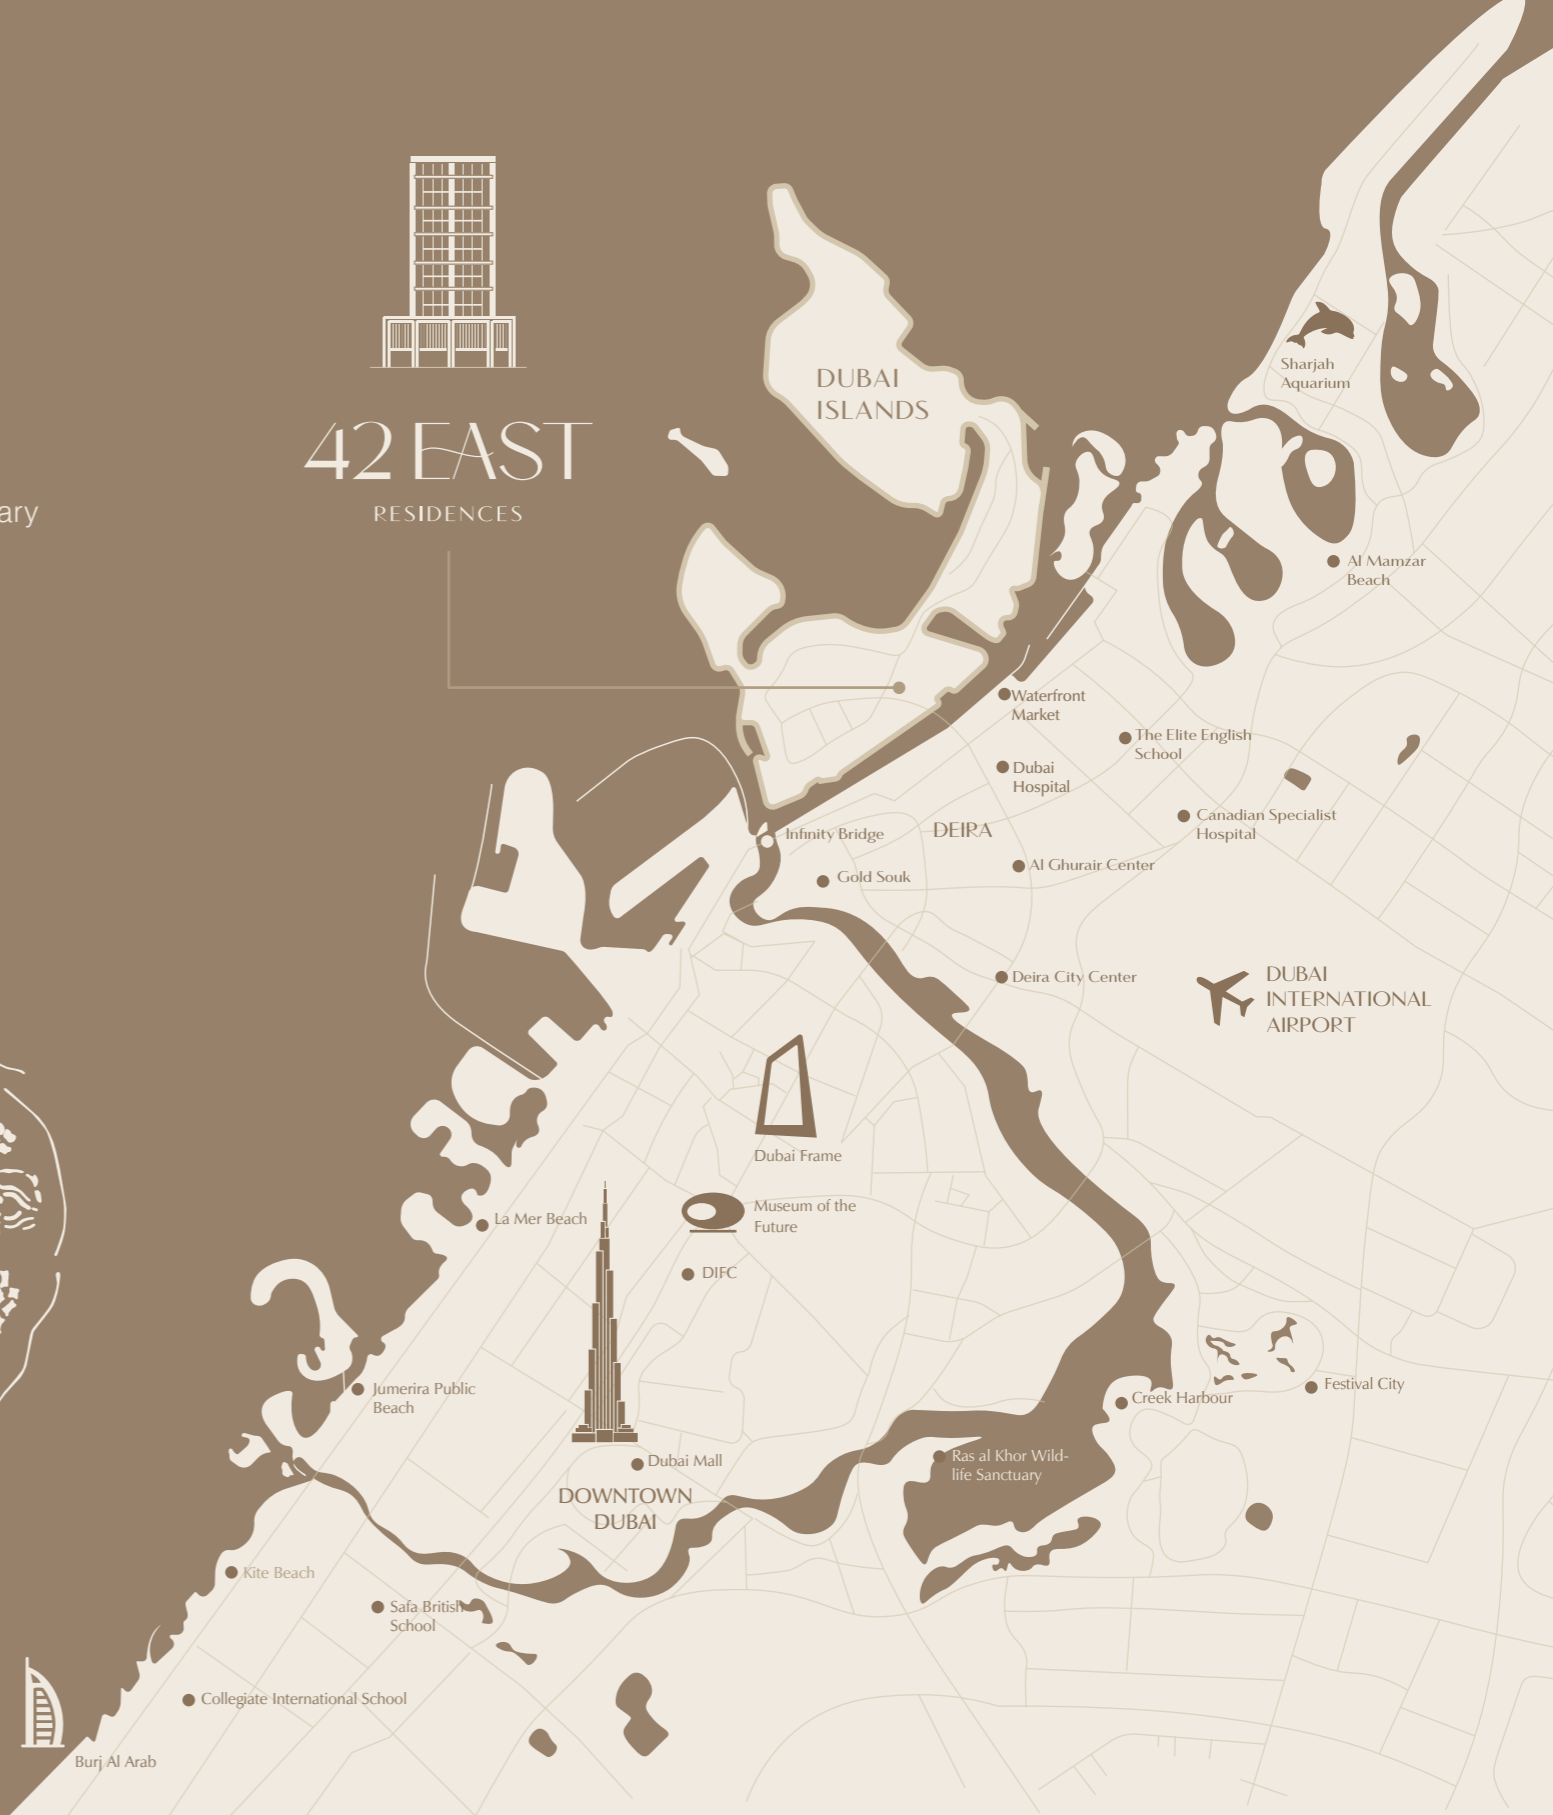 42 EAST
RESIDENCES
ary
DUBAI
ISLANDS
Sharjah
Aquarium
Al Mamzar
Beach
Waterfront
Market
The Elite English
School
Dubai
Hospital
Canadian Specialist
Hospital
Infinity Bridge
DEIRA
Al Ghurair Center
Gold Souk
Deira City Center
DUBAI
INTERNATIONAL
AIRPORT
Dubai Frame
Museum of the
Future
La Mer Beach
DIFC
Jumerira Public
Beach
Creek Harbour
Festival City
Dubai Mall
Ras al Khor Wild-
life Sanctuary
DOWNTOWN
DUBAI
Kite Beach
Safa British
School
Collegiate International School
Burj Al Arab